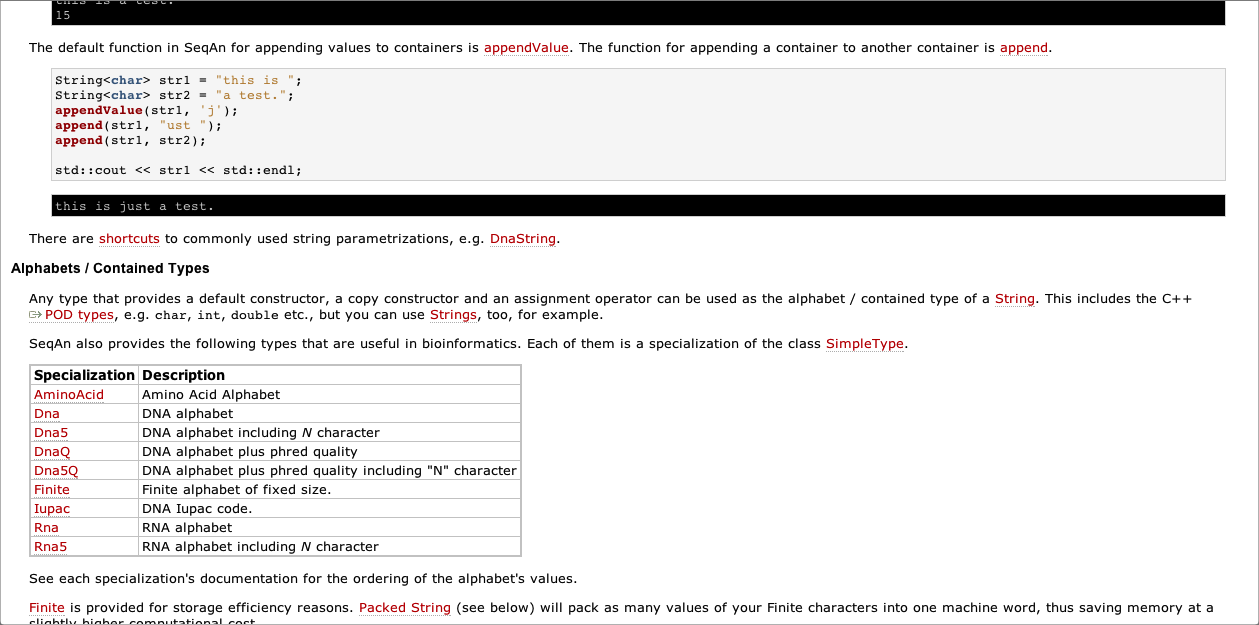 this is a test.
15
The default function in SeqAn for appending values to containers is appendValue. The function for appending a container to another container is append.
String<char> str1 = "this is ";
String<char> str2 = "a test.";
appendValue(str1, 'j');
append(str1, "ust ");
append(str1, str2);
std::cout << str1 << std::endl;
this is just a test.
There are shortcuts to commonly used string parametrizations, e.g. DnaString.
Alphabets / Contained Types
Any type that provides a default constructor, a copy constructor and an assignment operator can be used as the alphabet / contained type of a String. This includes the C++
POD types, e.g. char, int, double etc., but you can use Strings, too, for example.
SeqAn also provides the following types that are useful in bioinformatics. Each of them is a specialization of the class SimpleType.
Specialization Description
AminoAcid Amino Acid Alphabet
Dna DNA alphabet
Dna5 DNA alphabet including N character
DnaQ DNA alphabet plus phred quality
Dna5Q DNA alphabet plus phred quality including "N" character
Finite Finite alphabet of fixed size.
Iupac DNA Iupac code.
Rna RNA alphabet
Rna5 RNA alphabet including N character
See each specialization's documentation for the ordering of the alphabet's values.
Finite is provided for storage efficiency reasons. Packed String (see below) will pack as many values of your Finite characters into one machine word, thus saving memory at a
slightly higher computational cost.